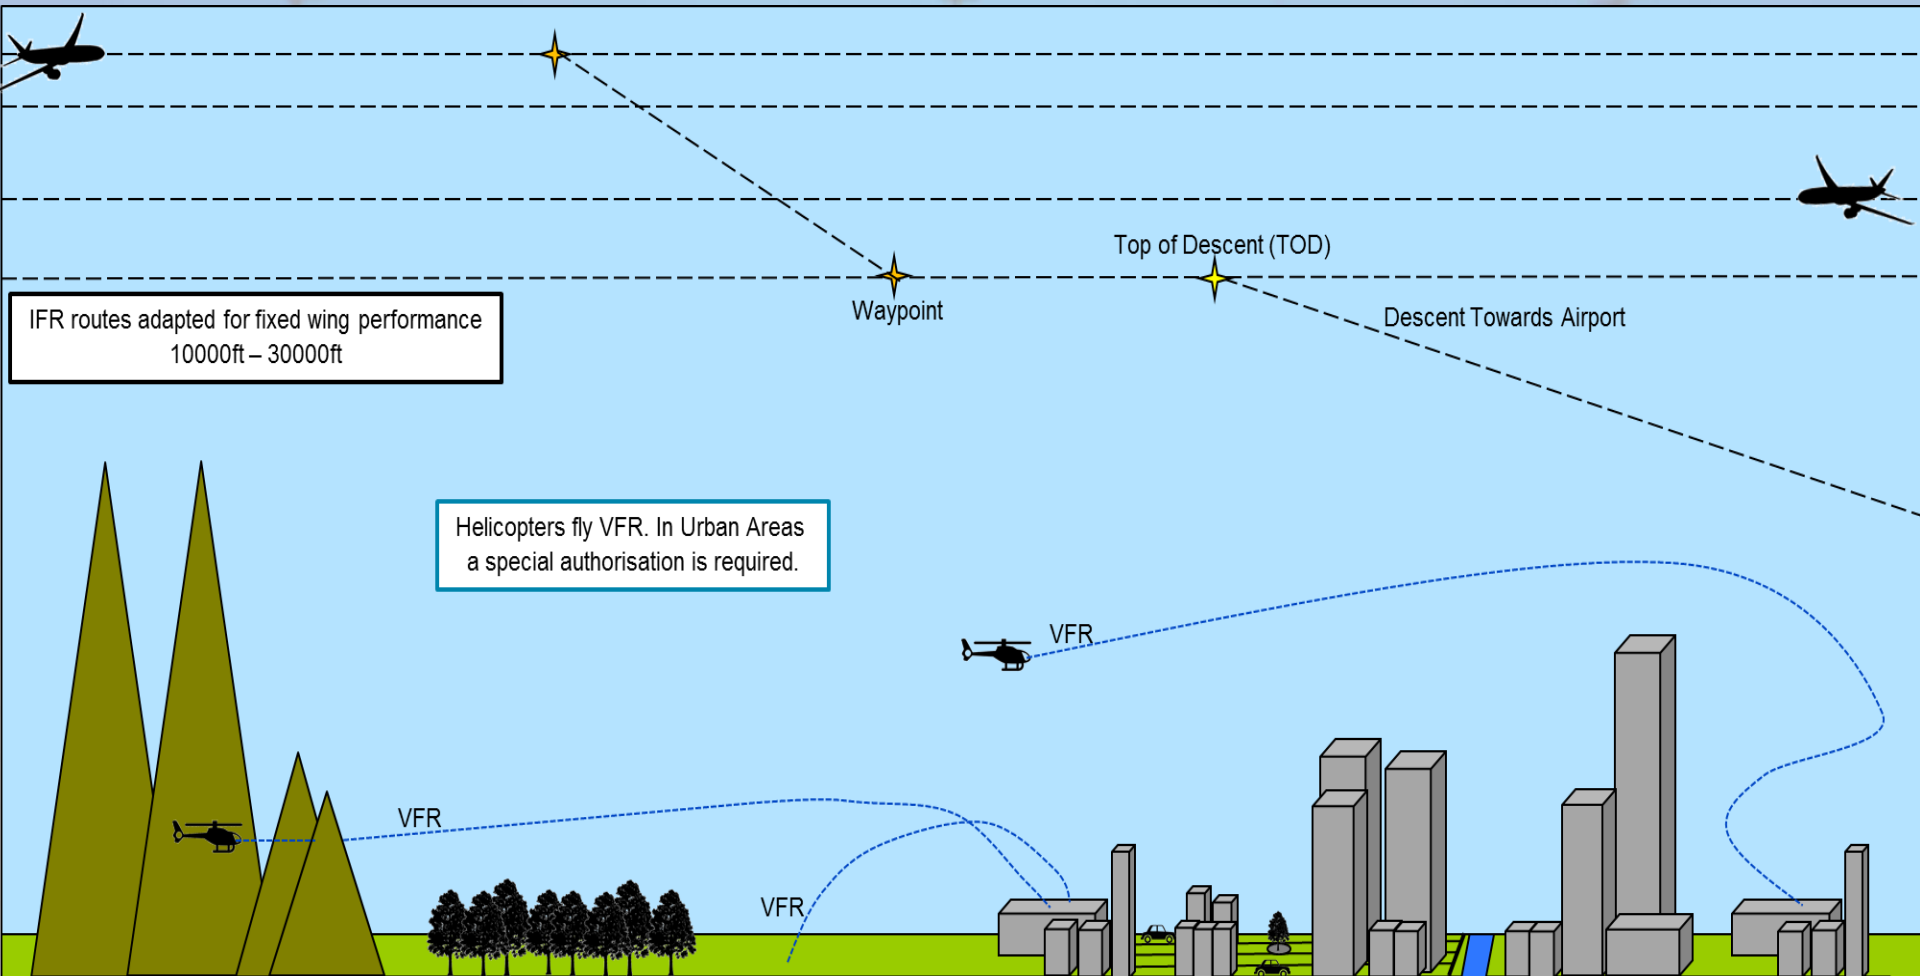 Top of Descent (TOD)
Waypoint
Descent Towards Airport
IFR routes adapted for fixed wing performance
10000ft – 30000ft
Helicopters fly VFR. In Urban Areas
a special authorisation is required.
VFR
VFR
VFR